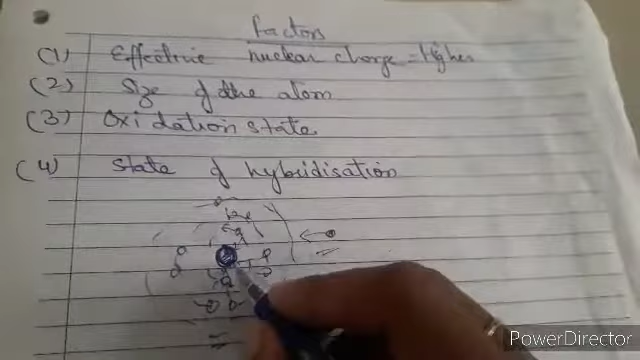 Factors
(1) Effective nuclear charge = Higher
(2) Size of the atom
(3) Oxidation state
(4) State of hybridisation
PowerDirector